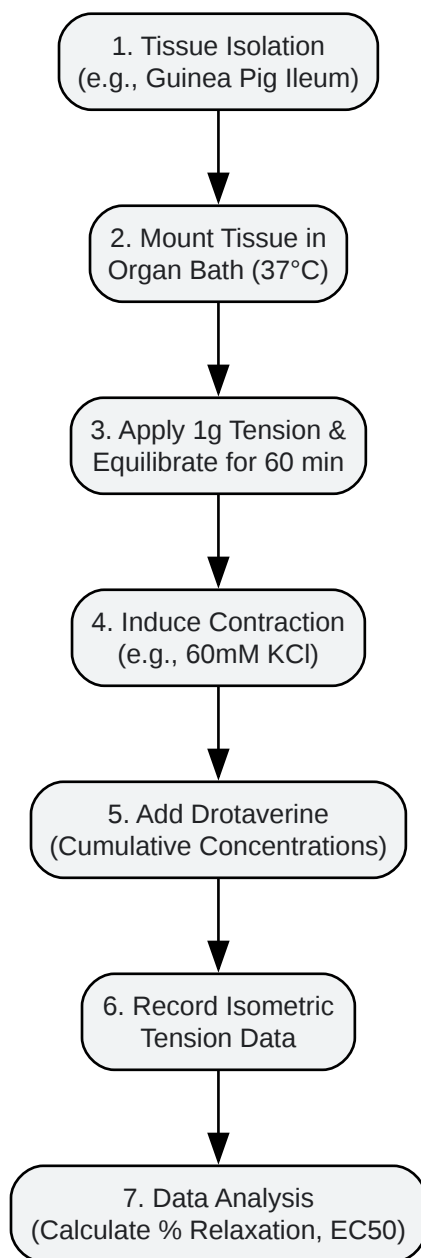 1. Tissue Isolation
(e.g., Guinea Pig Ileum)
2. Mount Tissue in
Organ Bath (37°C)
3. Apply 1g Tension &
Equilibrate for 60 min
4. Induce Contraction
(e.g., 60mM KCl)
5. Add Drotaverine
(Cumulative Concentrations)
6. Record Isometric
Tension Data
7. Data Analysis
(Calculate % Relaxation, EC50)